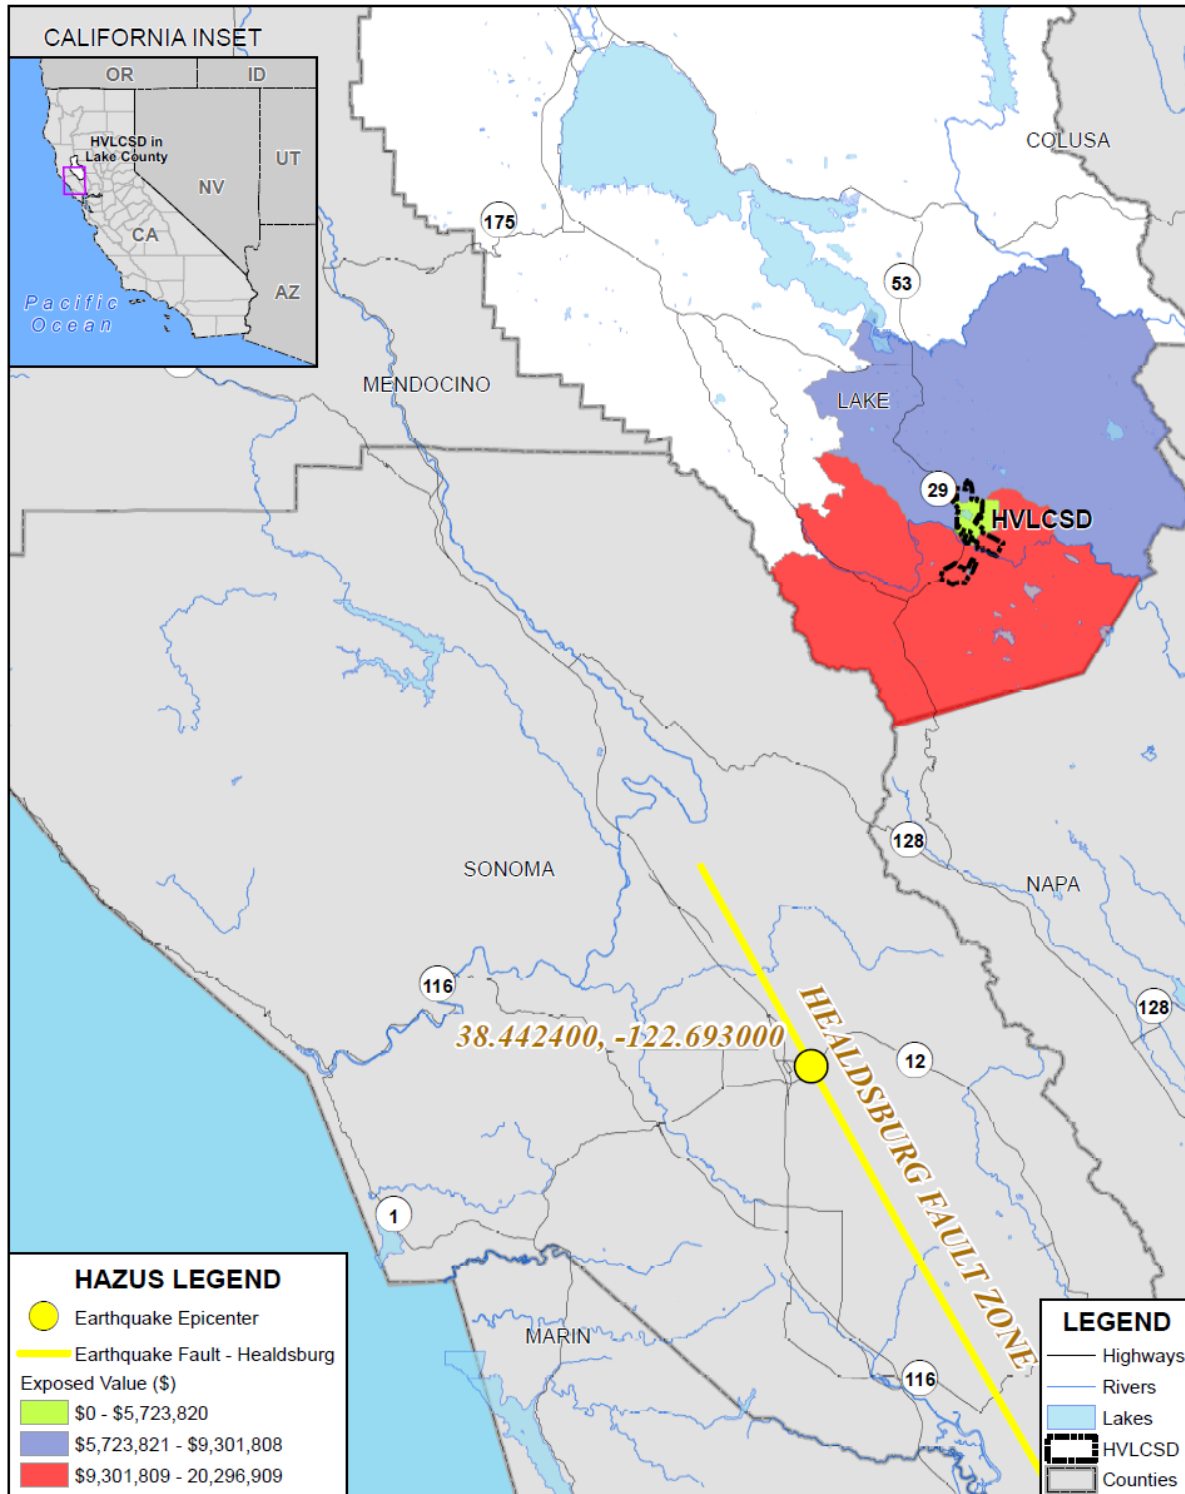 CALIFORNIA INSET
OR
ID
HVLCSD in
Lake County
UT
NV
CA
AZ
Pacific
Ocean
COLUSA
175
53
MENDOCINO
LAKE
29
HVLCSD
128
SONOMA
NAPA
116
128
38.442400, -122.693000
12
HEALDSBURG FAULT ZONE
1
MARIN
116
HAZUS LEGEND
Earthquake Epicenter
Earthquake Fault - Healdsburg
Exposed Value ($)
$0 - $5,723,820
$5,723,821 - $9,301,808
$9,301,809 - 20,296,909
LEGEND
Highways
Rivers
Lakes
HVLCSD
Counties